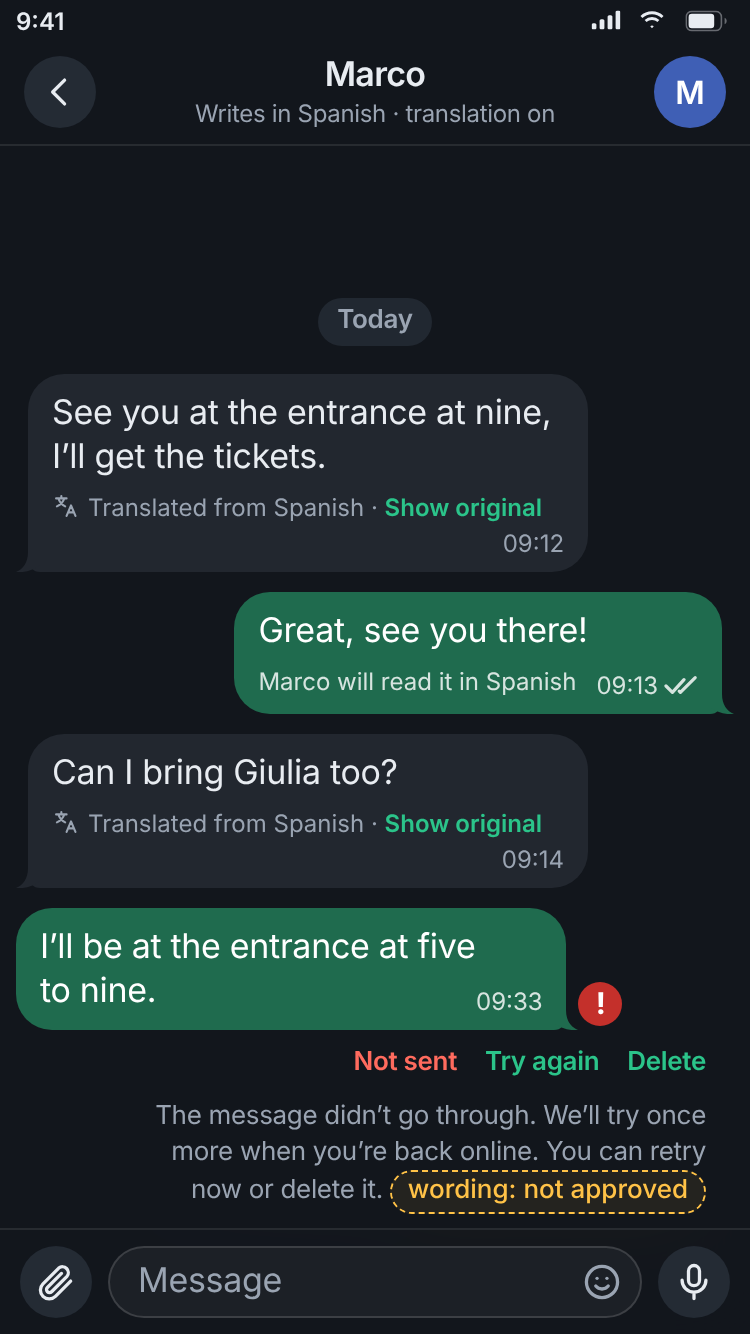 9:41
Marco
Writes in Spanish · translation on
M
Today
See you at the entrance at nine,
I’ll get the tickets.
Translated from Spanish · Show original
09:12
Great, see you there!
Marco will read it in Spanish 09:13
Can I bring Giulia too?
Translated from Spanish · Show original
09:14
I’ll be at the entrance at five
to nine. 09:33
!
Not sent Try again Delete
The message didn’t go through. We’ll try once
more when you’re back online. You can retry
now or delete it. wording: not approved
Message